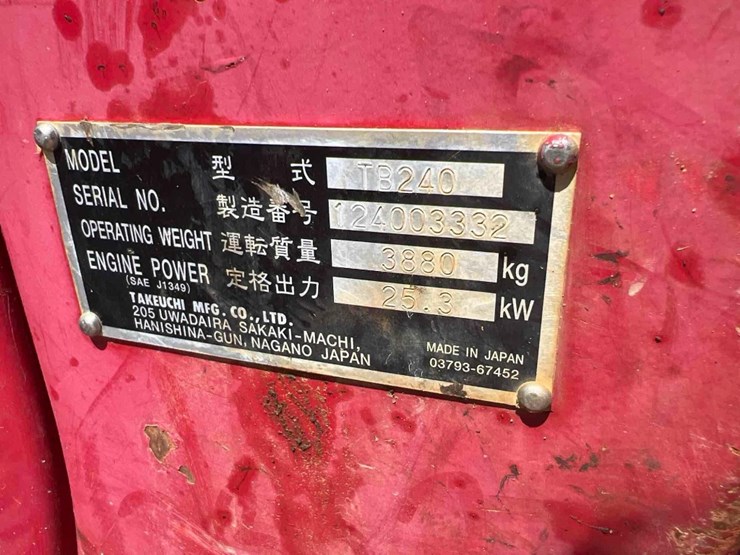 MODEL 型式 TB240
SERIAL NO. 製造番号 124003332
OPERATING WEIGHT 運転質量 3880 kg
ENGINE POWER 定格出力 25.3 kW
(SAE J1349)
TAKEUCHI MFG. CO., LTD.
205 UWADAIRA SAKAKI-MACHI,
HANISHINA-GUN, NAGANO JAPAN
MADE IN JAPAN
03793-67452